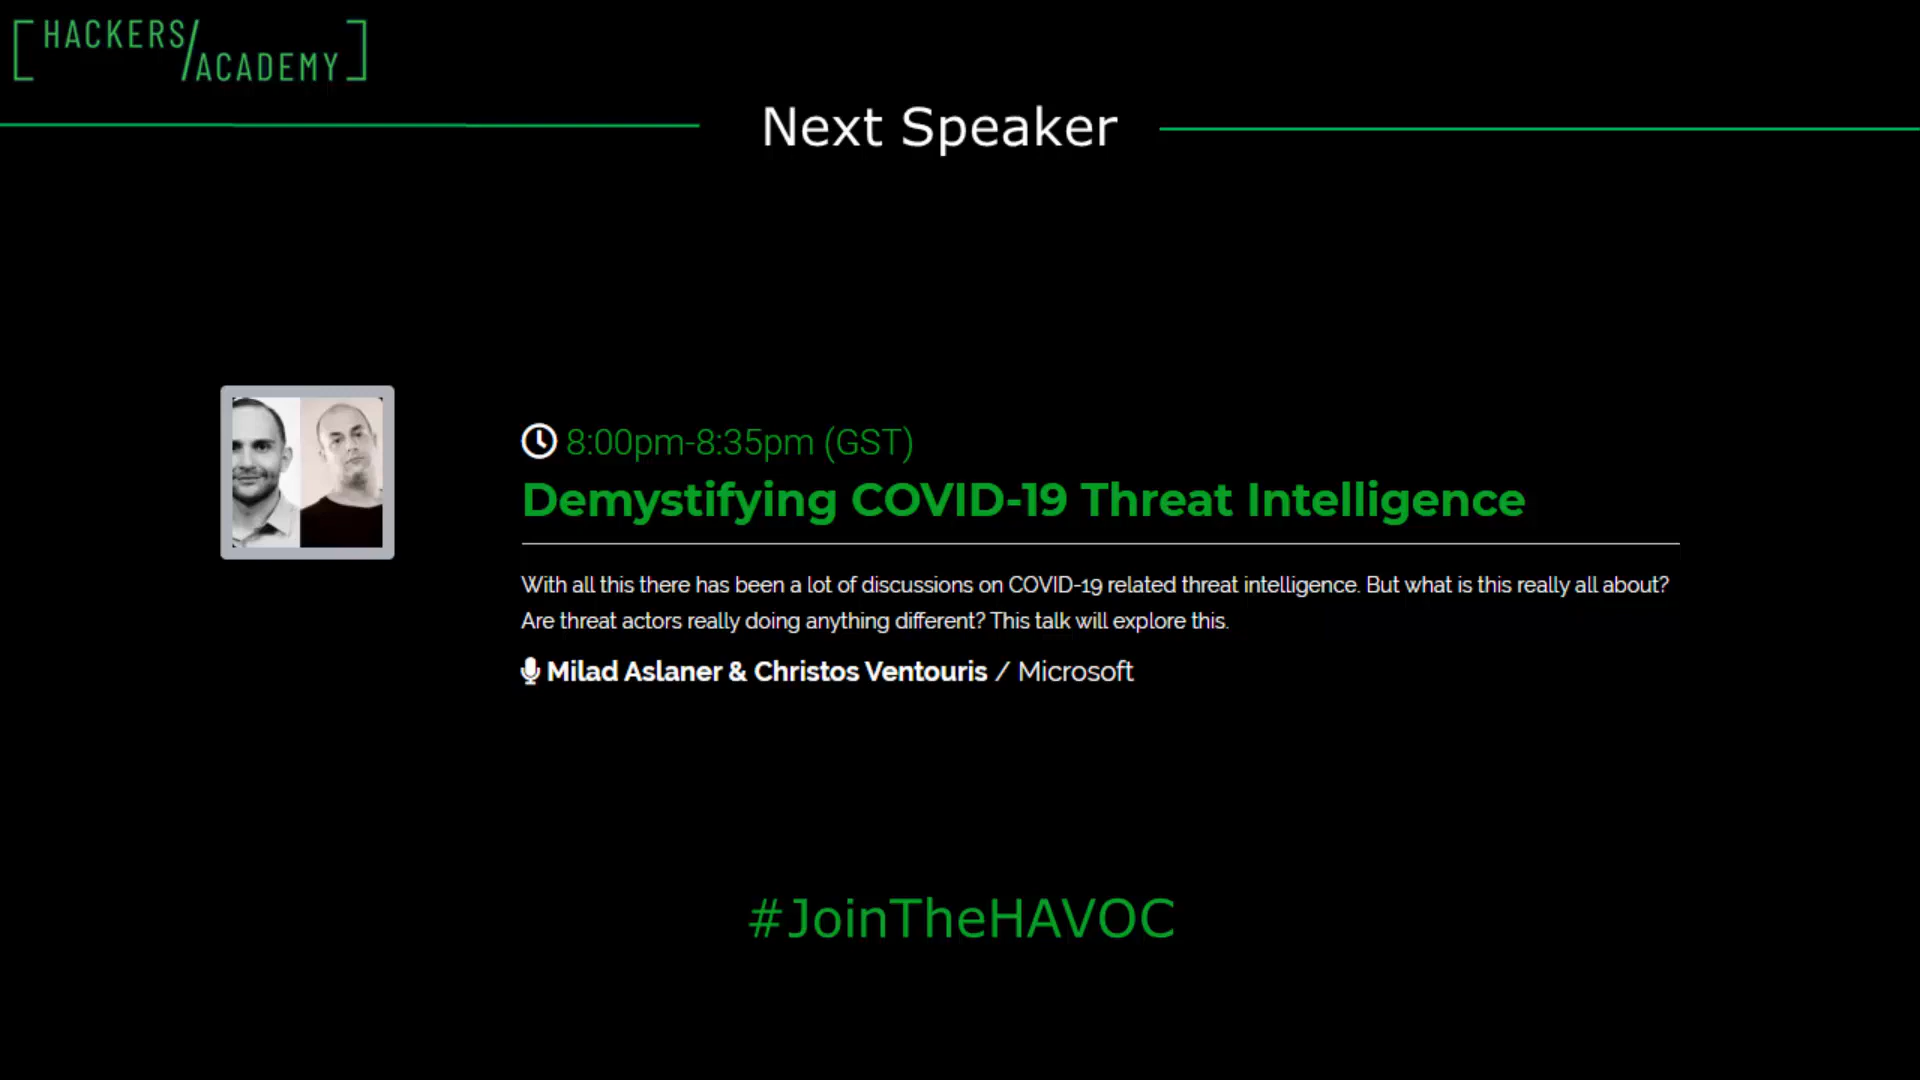 HACKERS/
ACADEMY
Next Speaker
8:00pm-8:35pm (GST)
Demystifying COVID-19 Threat Intelligence
With all this there has been a lot of discussions on COVID-19 related threat intelligence. But what is this really all about?
Are threat actors really doing anything different? This talk will explore this.
Milad Aslaner & Christos Ventouris / Microsoft
#JoinTheHAVOC